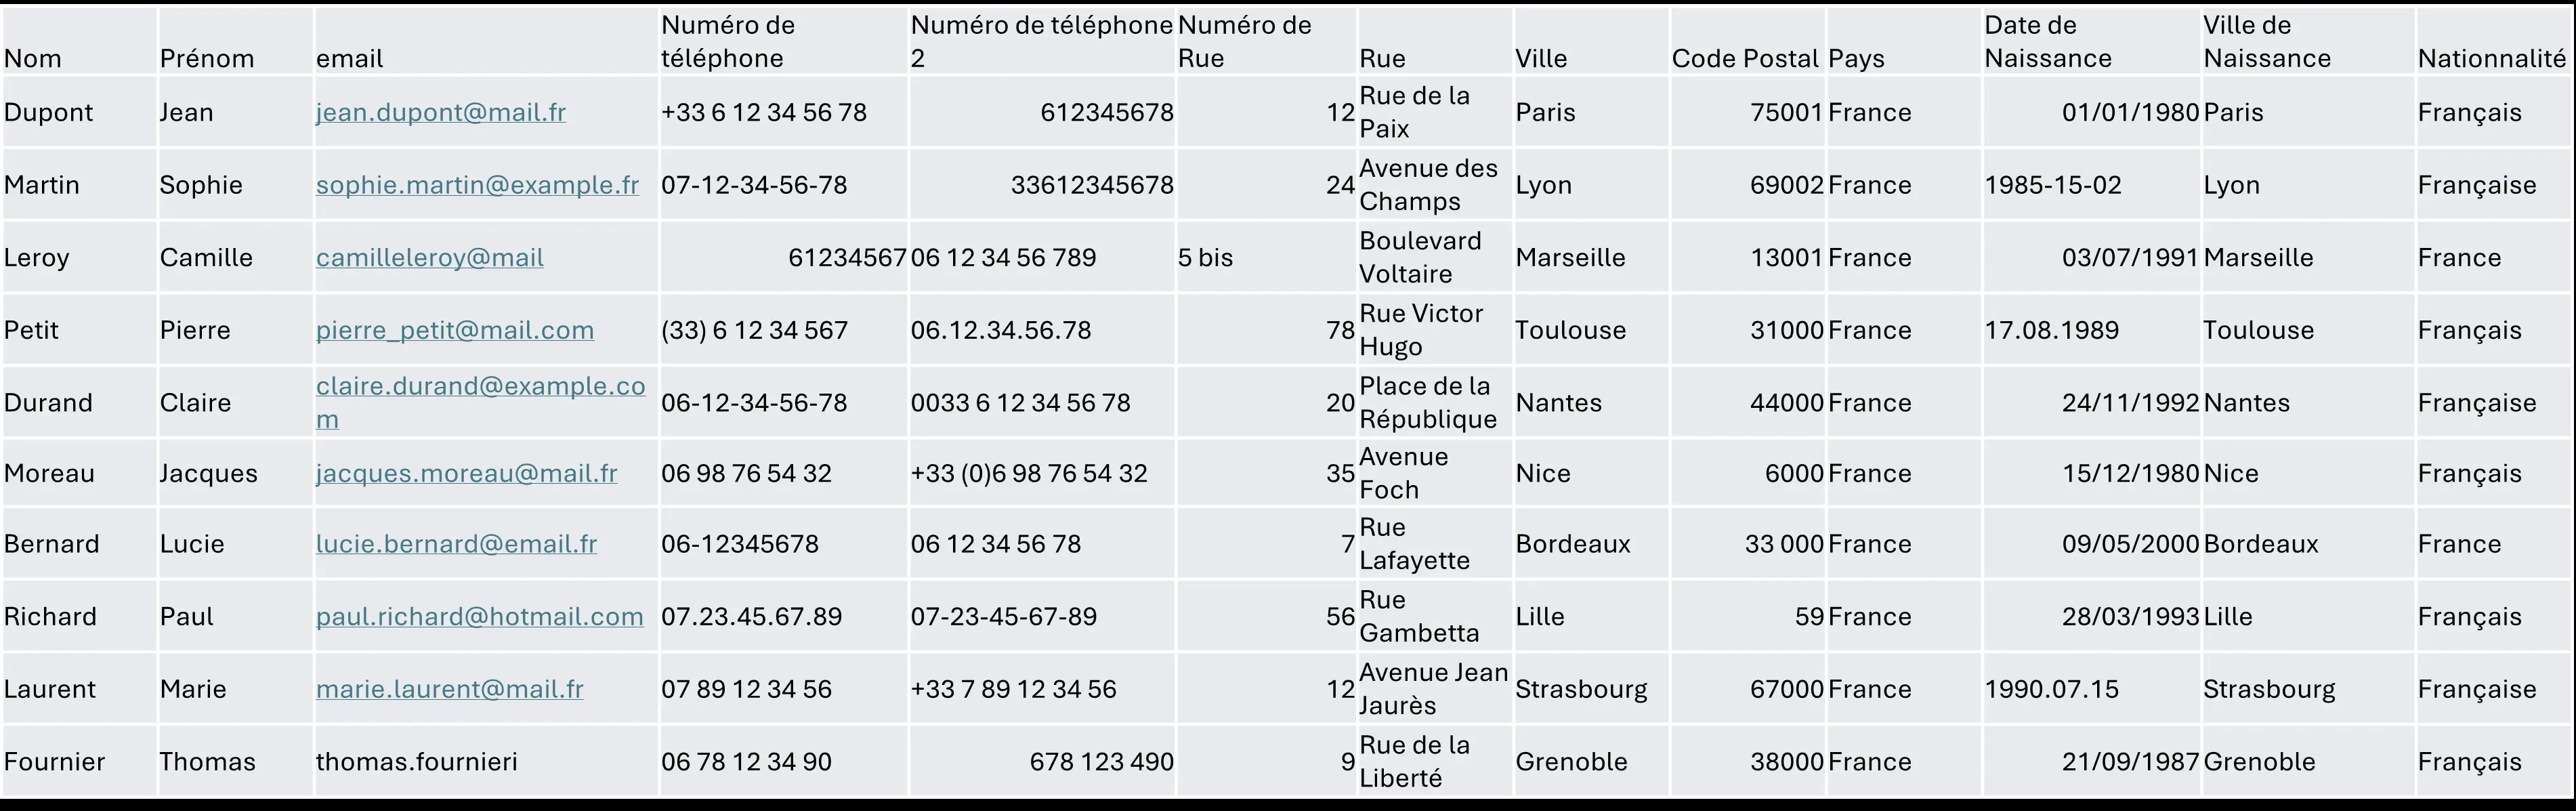 Nom Prénom email Numéro de téléphone Numéro de téléphone 2 Numéro de Rue Rue Ville Code Postal Pays Date de Naissance Ville de Naissance Nationnalité
Dupont Jean jean.dupont@mail.fr +33 6 12 34 56 78 612345678 12 Rue de la Paix Paris 75001 France 01/01/1980 Paris Français
Martin Sophie sophie.martin@example.fr 07-12-34-56-78 33612345678 24 Avenue des Champs Lyon 69002 France 1985-15-02 Lyon Française
Leroy Camille camilleleroy@mail 61234567 06 12 34 56 789 5 bis Boulevard Voltaire Marseille 13001 France 03/07/1991 Marseille France
Petit Pierre pierre_petit@mail.com (33) 6 12 34 567 06.12.34.56.78 78 Rue Victor Hugo Toulouse 31000 France 17.08.1989 Toulouse Français
Durand Claire claire.durand@example.com 06-12-34-56-78 0033 6 12 34 56 78 20 Place de la République Nantes 44000 France 24/11/1992 Nantes Française
Moreau Jacques jacques.moreau@mail.fr 06 98 76 54 32 +33 (0)6 98 76 54 32 35 Avenue Foch Nice 6000 France 15/12/1980 Nice Français
Bernard Lucie lucie.bernard@email.fr 06-12345678 06 12 34 56 78 7 Rue Lafayette Bordeaux 33 000 France 09/05/2000 Bordeaux France
Richard Paul paul.richard@hotmail.com 07.23.45.67.89 07-23-45-67-89 56 Rue Gambetta Lille 59 France 28/03/1993 Lille Français
Laurent Marie marie.laurent@mail.fr 07 89 12 34 56 +33 7 89 12 34 56 12 Avenue Jean Jaurès Strasbourg 67000 France 1990.07.15 Strasbourg Française
Fournier Thomas thomas.fournieri 06 78 12 34 90 678 123 490 9 Rue de la Liberté Grenoble 38000 France 21/09/1987 Grenoble Français